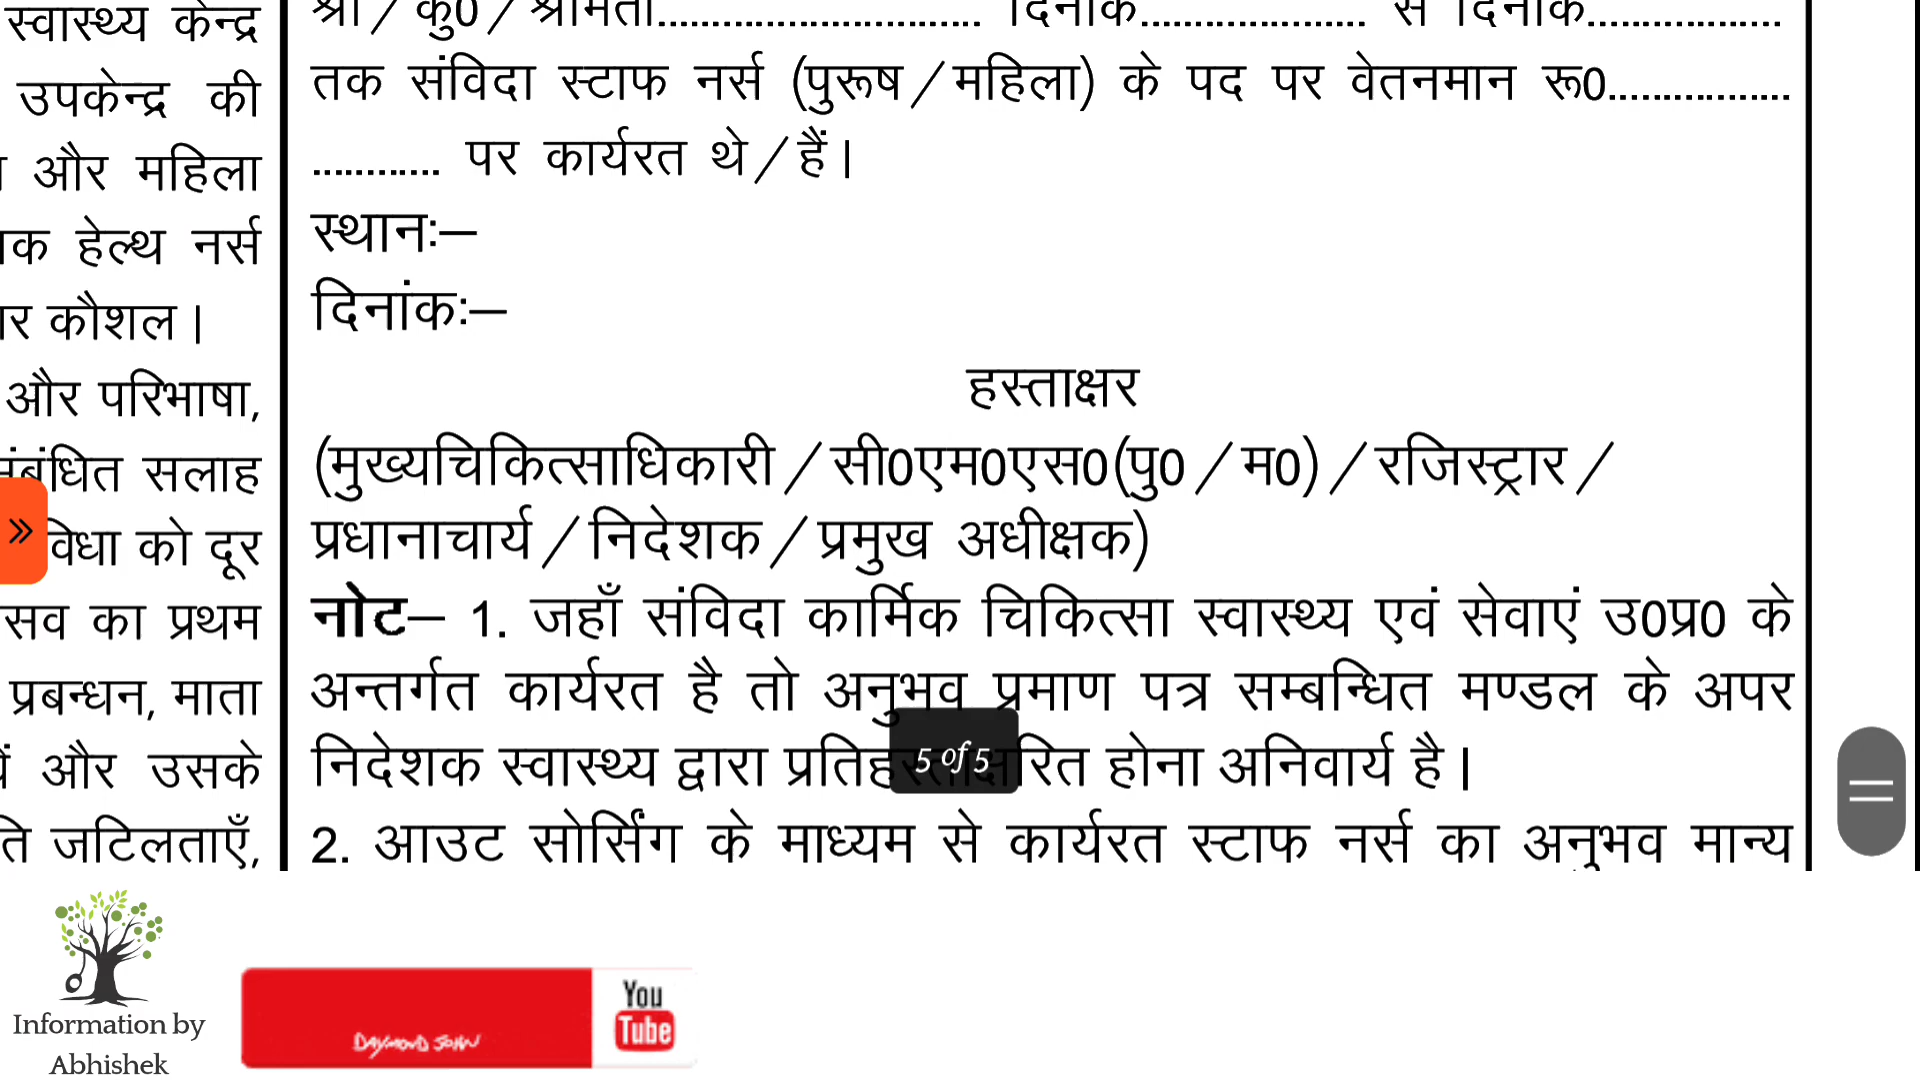 स्वास्थ्य केन्द्र
उपकेन्द्र की
और महिला
हेल्थ नर्स
कौशल।
और परिभाषा,
संबंधित सलाह
को दूर
का प्रथम
प्रबन्धन, माता
और उसके
जटिलताएँ,
श्री/कु0/श्रीमती.............................. दिनांक..................... से दिनांक..................
तक संविदा स्टाफ नर्स (पुरूष/महिला) के पद पर वेतनमान रू0.................
............ पर कार्यरत थे/हैं।
स्थानः–
दिनांकः–
हस्ताक्षर
(मुख्यचिकित्साधिकारी/सी0एम0एस0(पु0/म0)/रजिस्ट्रार/
प्रधानाचार्य/निदेशक/प्रमुख अधीक्षक)
नोट– 1. जहाँ संविदा कार्मिक चिकित्सा स्वास्थ्य एवं सेवाएं उ0प्र0 के
अन्तर्गत कार्यरत है तो अनुभव प्रमाण पत्र सम्बन्धित मण्डल के अपर
निदेशक स्वास्थ्य द्वारा प्रतिहस्ताक्षरित होना अनिवार्य है।
5 of 5
2. आउट सोर्सिंग के माध्यम से कार्यरत स्टाफ नर्स का अनुभव मान्य
Information by
Abhishek
DAYMOND JOHN
You
Tube